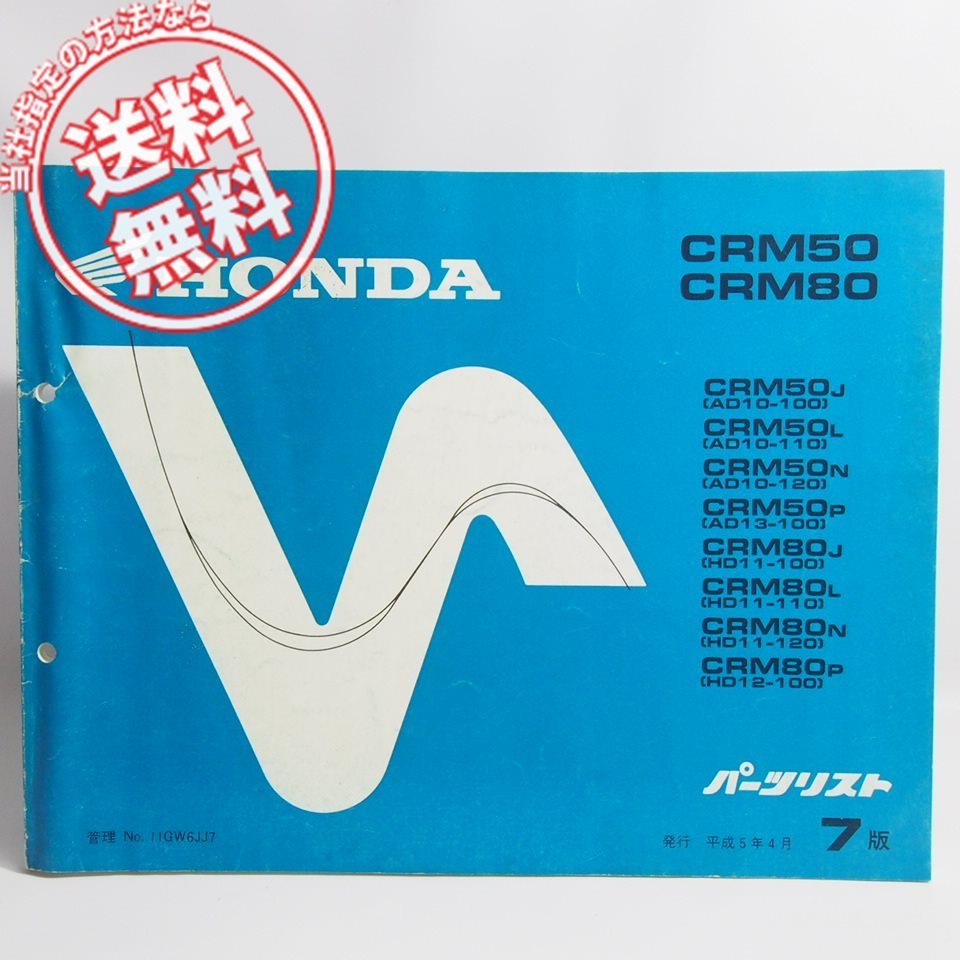 当社指定の方法なら
送料
無料
HONDA
CRM50
CRM80
CRM50J
(AD10-100)
CRM50L
(AD10-110)
CRM50N
(AD10-120)
CRM50P
(AD13-100)
CRM80J
(HD11-100)
CRM80L
(HD11-110)
CRM80N
(HD11-120)
CRM80P
(HD12-100)
パーツリスト
管理 No. 11GW6JJ7
発行 平成5年4月 7版